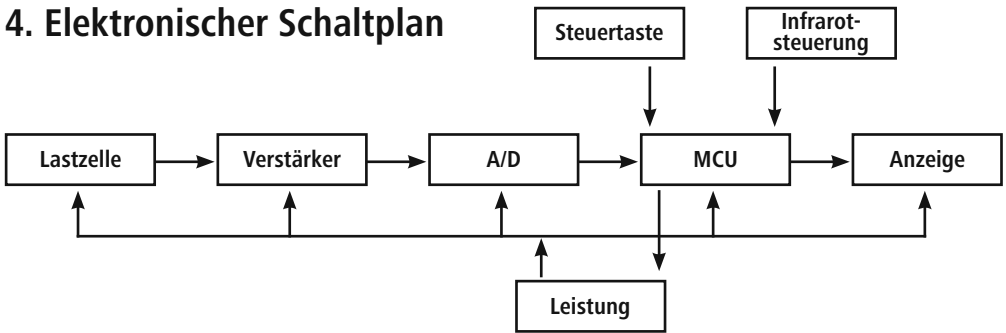 4. Elektronischer Schaltplan
Steuertaste
Infrarot-
steuerung
Lastzelle
Verstärker
A/D
MCU
Anzeige
Leistung